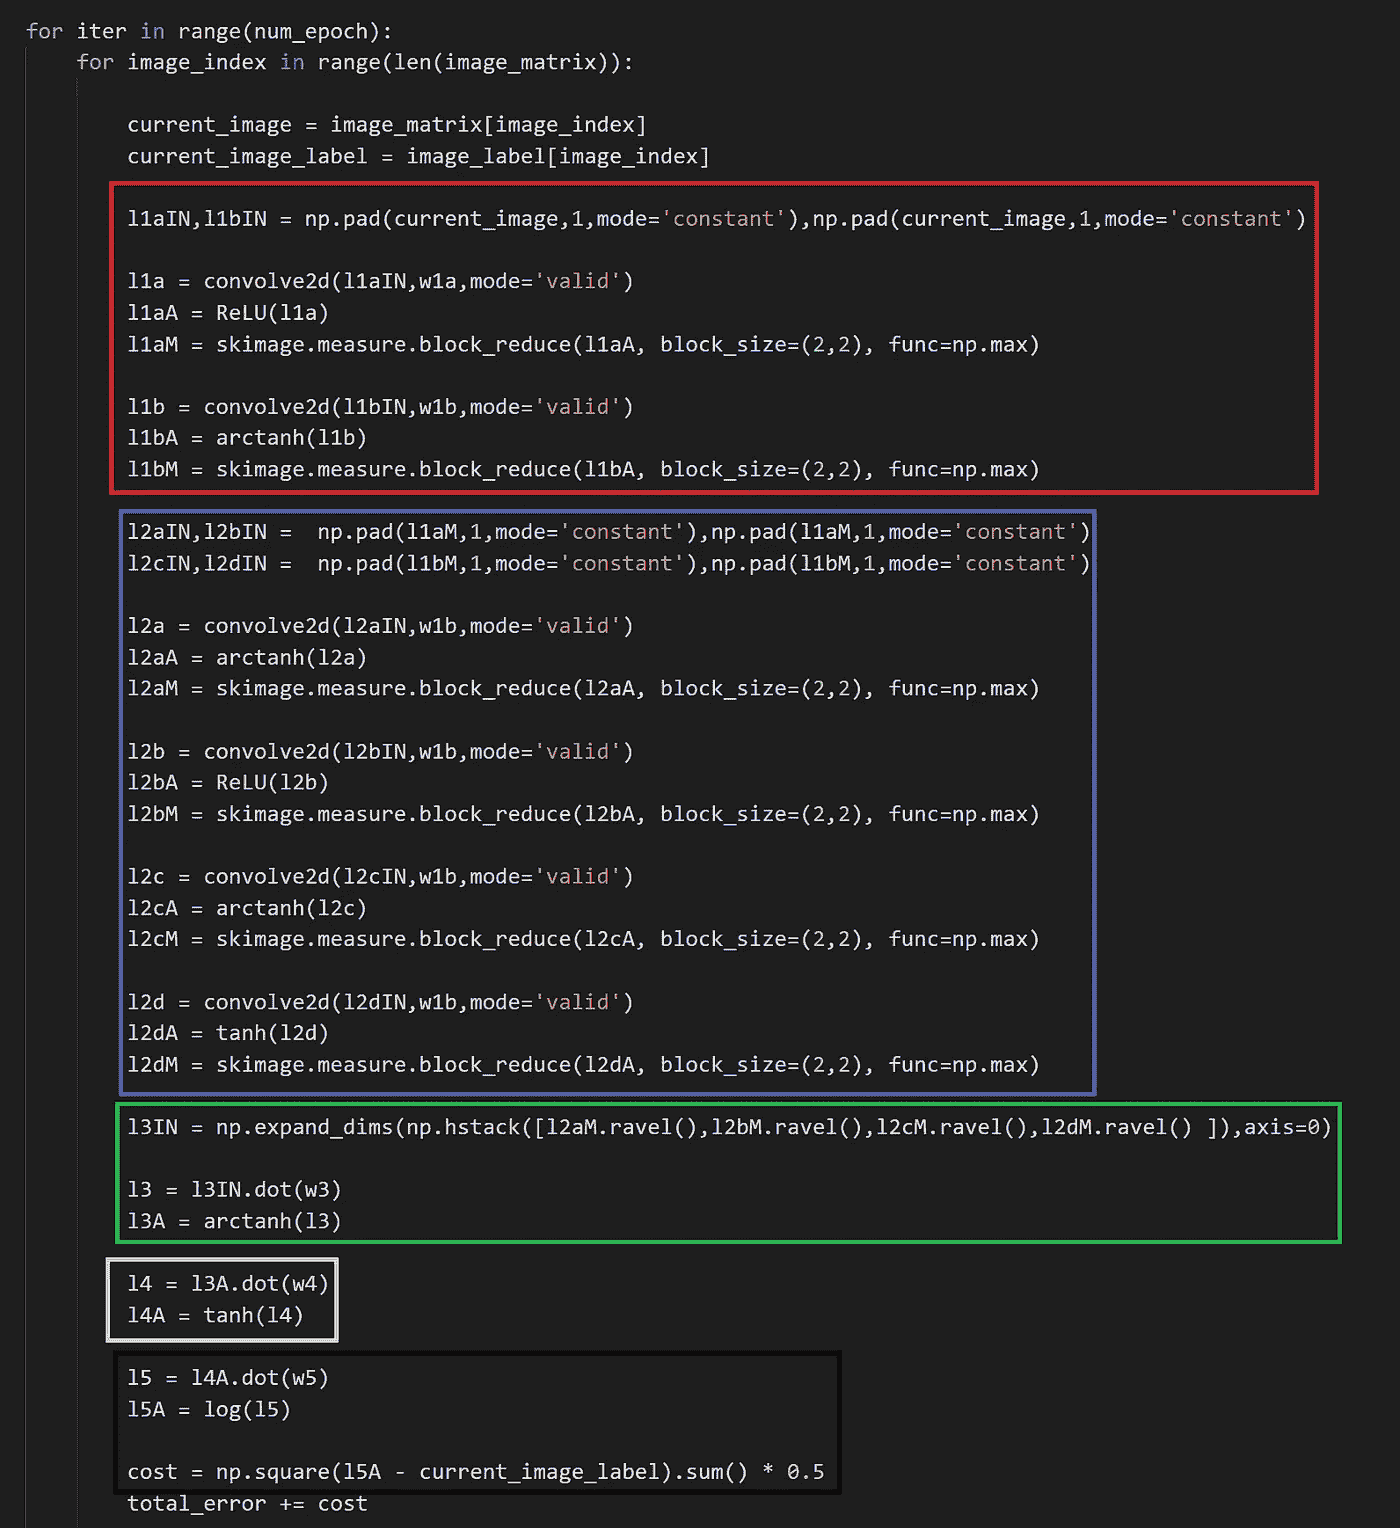 for iter in range(num_epoch):
for image_index in range(len(image_matrix)):
current_image = image_matrix[image_index]
current_image_label = image_label[image_index]
l1aIN,l1bIN = np.pad(current_image,1,mode='constant'),np.pad(current_image,1,mode='constant')
l1a = convolve2d(l1aIN,w1a,mode='valid')
l1aA = ReLU(l1a)
l1aM = skimage.measure.block_reduce(l1aA, block_size=(2,2), func=np.max)
l1b = convolve2d(l1bIN,w1b,mode='valid')
l1bA = arctanh(l1b)
l1bM = skimage.measure.block_reduce(l1bA, block_size=(2,2), func=np.max)
l2aIN,l2bIN =  np.pad(l1aM,1,mode='constant'),np.pad(l1aM,1,mode='constant')
l2cIN,l2dIN =  np.pad(l1bM,1,mode='constant'),np.pad(l1bM,1,mode='constant')
l2a = convolve2d(l2aIN,w1b,mode='valid')
l2aA = arctanh(l2a)
l2aM = skimage.measure.block_reduce(l2aA, block_size=(2,2), func=np.max)
l2b = convolve2d(l2bIN,w1b,mode='valid')
l2bA = ReLU(l2b)
l2bM = skimage.measure.block_reduce(l2bA, block_size=(2,2), func=np.max)
l2c = convolve2d(l2cIN,w1b,mode='valid')
l2cA = arctanh(l2c)
l2cM = skimage.measure.block_reduce(l2cA, block_size=(2,2), func=np.max)
l2d = convolve2d(l2dIN,w1b,mode='valid')
l2dA = tanh(l2d)
l2dM = skimage.measure.block_reduce(l2dA, block_size=(2,2), func=np.max)
l3IN = np.expand_dims(np.hstack([l2aM.ravel(),l2bM.ravel(),l2cM.ravel(),l2dM.ravel() ]),axis=0)
l3 = l3IN.dot(w3)
l3A = arctanh(l3)
l4 = l3A.dot(w4)
l4A = tanh(l4)
l5 = l4A.dot(w5)
l5A = log(l5)
cost = np.square(l5A - current_image_label).sum() * 0.5
total_error += cost